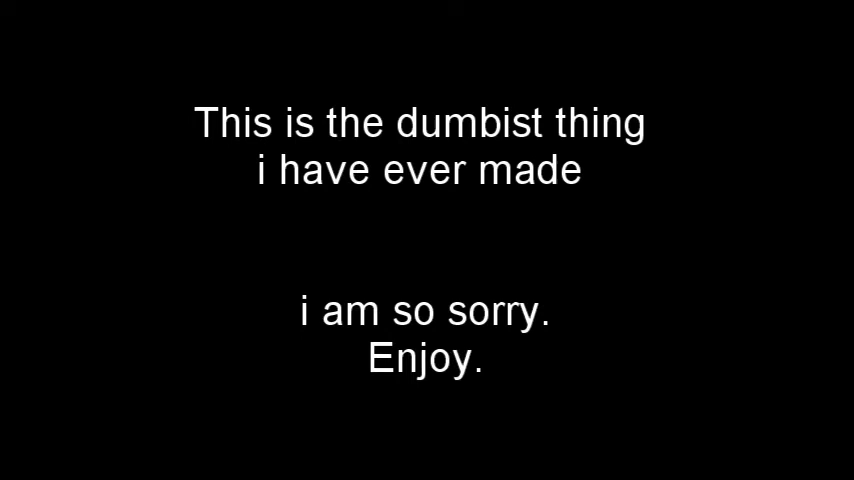 This is the dumbist thing
i have ever made
i am so sorry.
Enjoy.